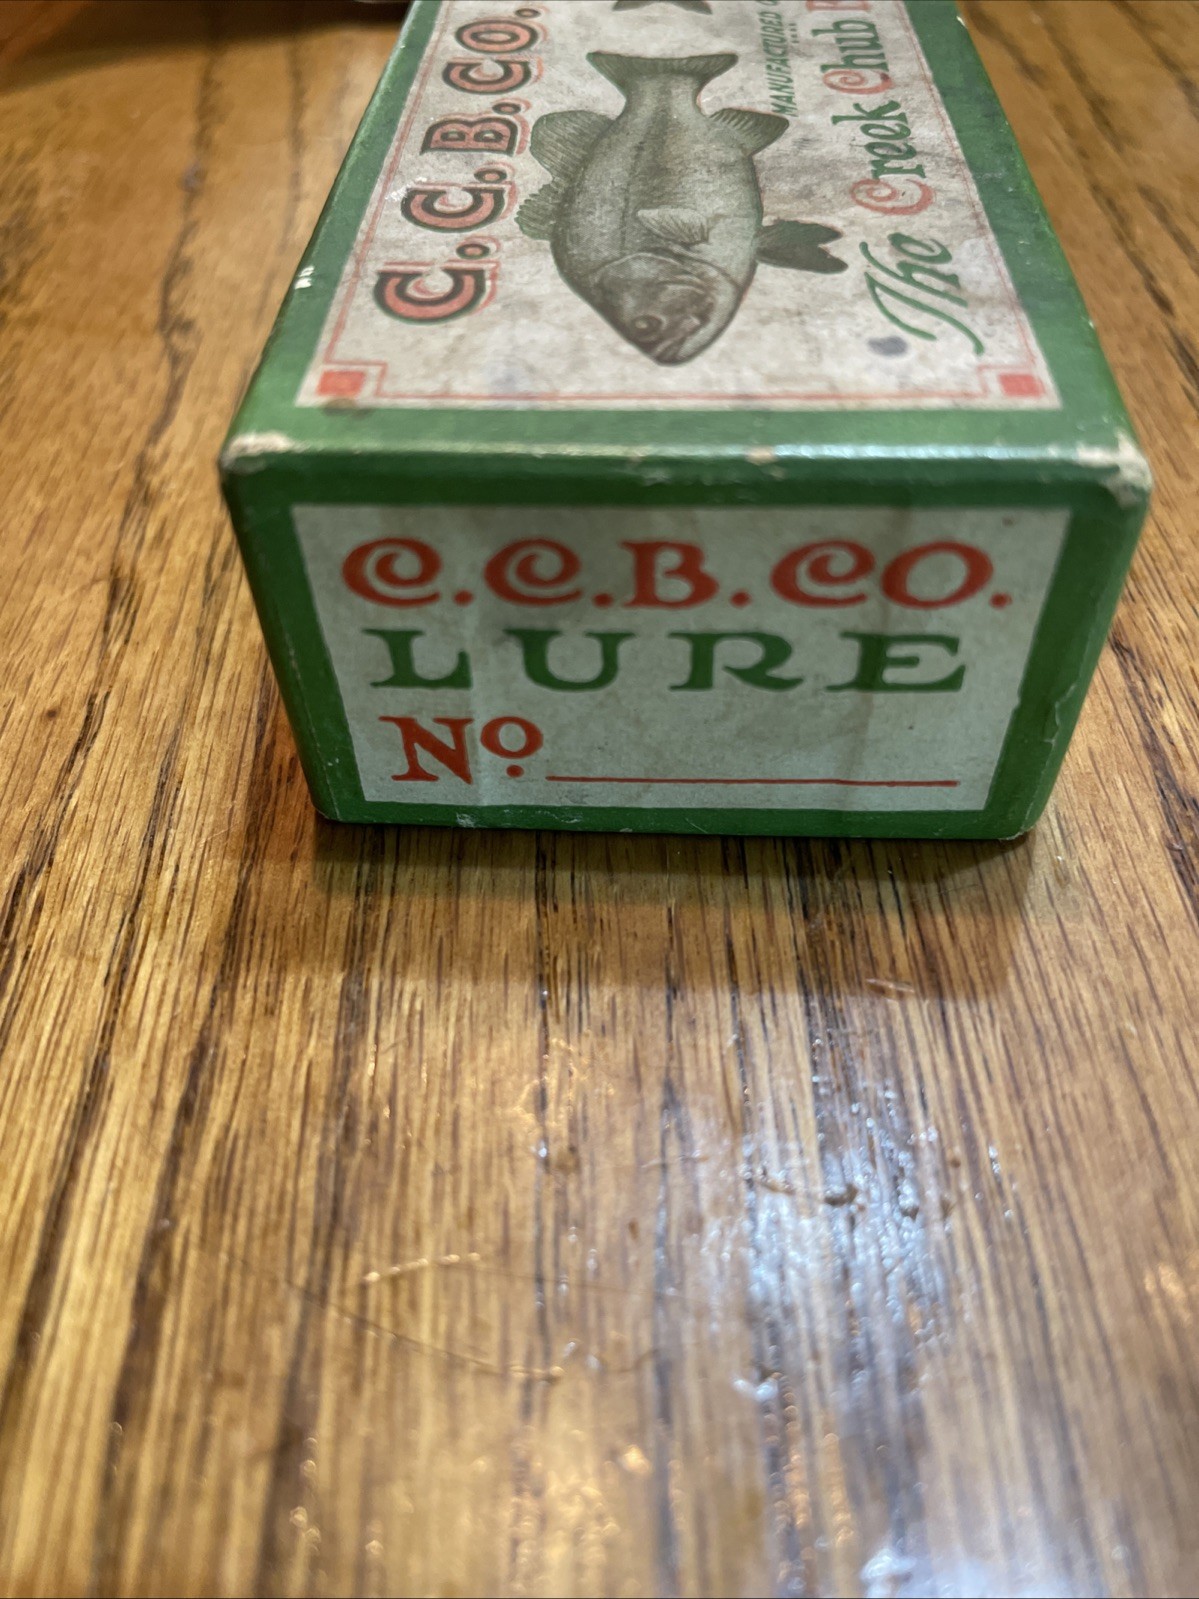 C.C.B.CO.
MANUFACTURED
The Creek Chub
C.C.B.CO.
LURE
No.